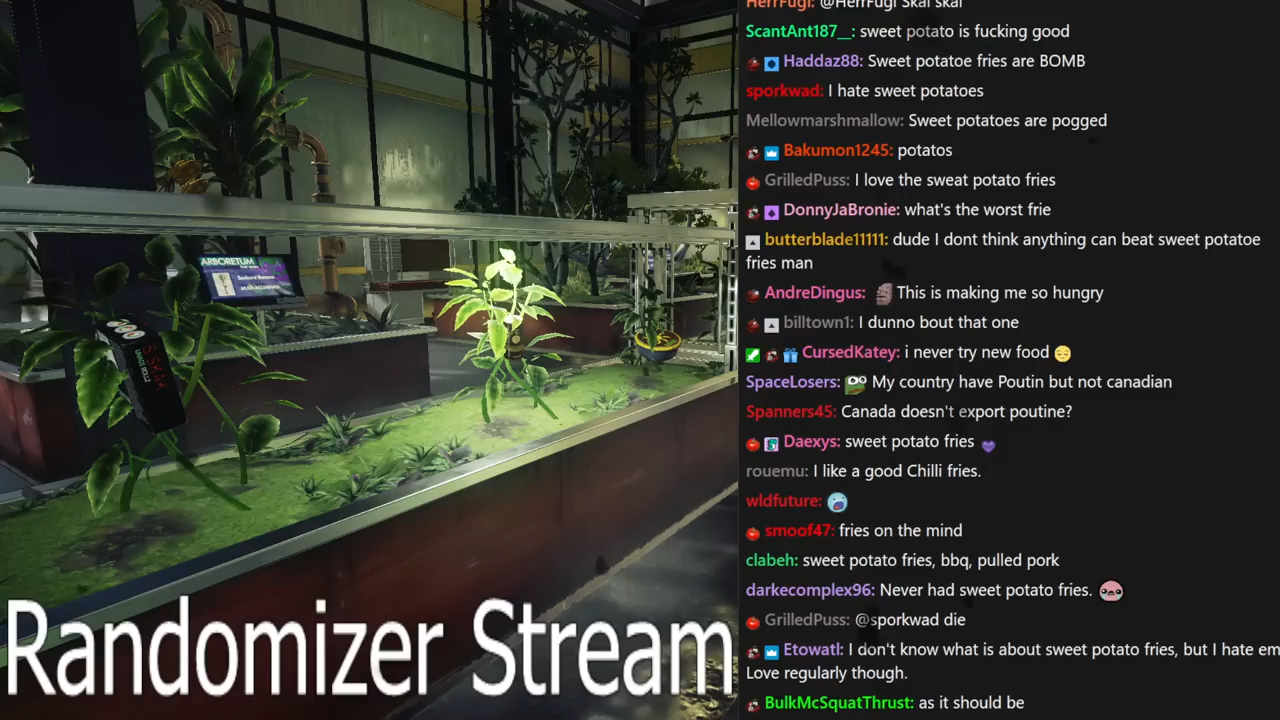 HerrFugi: @HerrFugi Skal skal
ScantAnt187__: sweet potato is fucking good
Haddaz88: Sweet potatoe fries are BOMB
sporkwad: I hate sweet potatoes
Mellowmarshmallow: Sweet potatoes are pogged
Bakumon1245: potatos
GrilledPuss: I love the sweat potato fries
DonnyJaBronie: what's the worst frie
butterblade11111: dude I dont think anything can beat sweet potatoe
fries man
AndreDingus: This is making me so hungry
billtown1: I dunno bout that one
CursedKatey: i never try new food
SpaceLosers: My country have Poutin but not canadian
Spanners45: Canada doesn't export poutine?
Daexys: sweet potato fries
rouemu: I like a good Chilli fries.
wldfuture:
smoof47: fries on the mind
clabeh: sweet potato fries, bbq, pulled pork
darkecomplex96: Never had sweet potato fries.
GrilledPuss: @sporkwad die
Etowatl: I don't know what is about sweet potato fries, but I hate em
Love regularly though.
BulkMcSquatThrust: as it should be
ARBORETUM
Randomizer Stream